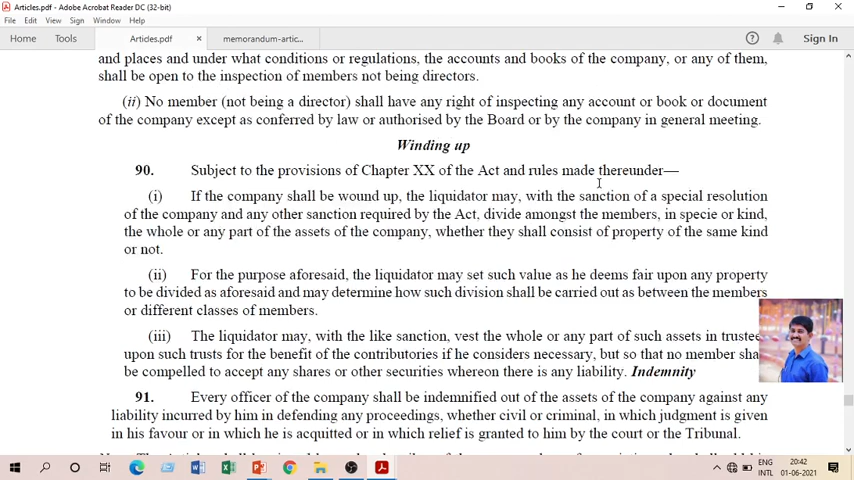 Articles.pdf - Adobe Acrobat Reader DC (32-bit)
File Edit View Sign Window Help
Home Tools Articles.pdf × memorandum-artic... Sign In
and places and under what conditions or regulations, the accounts and books of the company, or any of them,
shall be open to the inspection of members not being directors.
(ii) No member (not being a director) shall have any right of inspecting any account or book or document
of the company except as conferred by law or authorised by the Board or by the company in general meeting.
Winding up
90. Subject to the provisions of Chapter XX of the Act and rules made thereunder—
(i) If the company shall be wound up, the liquidator may, with the sanction of a special resolution
of the company and any other sanction required by the Act, divide amongst the members, in specie or kind,
the whole or any part of the assets of the company, whether they shall consist of property of the same kind
or not.
(ii) For the purpose aforesaid, the liquidator may set such value as he deems fair upon any property
to be divided as aforesaid and may determine how such division shall be carried out as between the members
or different classes of members.
(iii) The liquidator may, with the like sanction, vest the whole or any part of such assets in trustee
upon such trusts for the benefit of the contributories if he considers necessary, but so that no member sha
be compelled to accept any shares or other securities whereon there is any liability. Indemnity
91. Every officer of the company shall be indemnified out of the assets of the company against any
liability incurred by him in defending any proceedings, whether civil or criminal, in which judgment is given
in his favour or in which he is acquitted or in which relief is granted to him by the court or the Tribunal.
ENG 20:42
INTL 01-06-2021